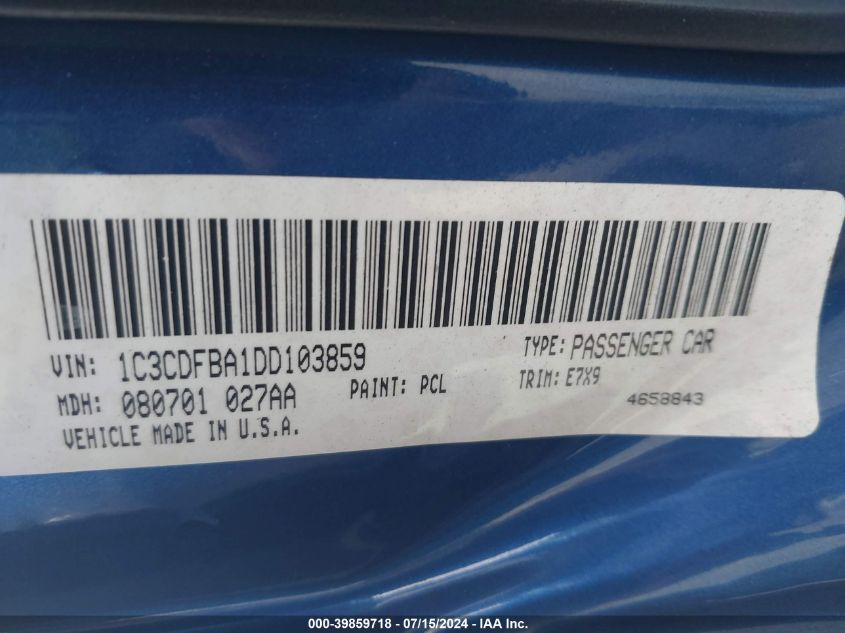 VIN: 1C3CDFBA1DD103859 TYPE: PASSENGER CAR
MDH: 080701 027AA PAINT: PCL TRIM: E7X9
VEHICLE MADE IN U.S.A. 4658843
000-39859718 - 07/15/2024 - IAA Inc.